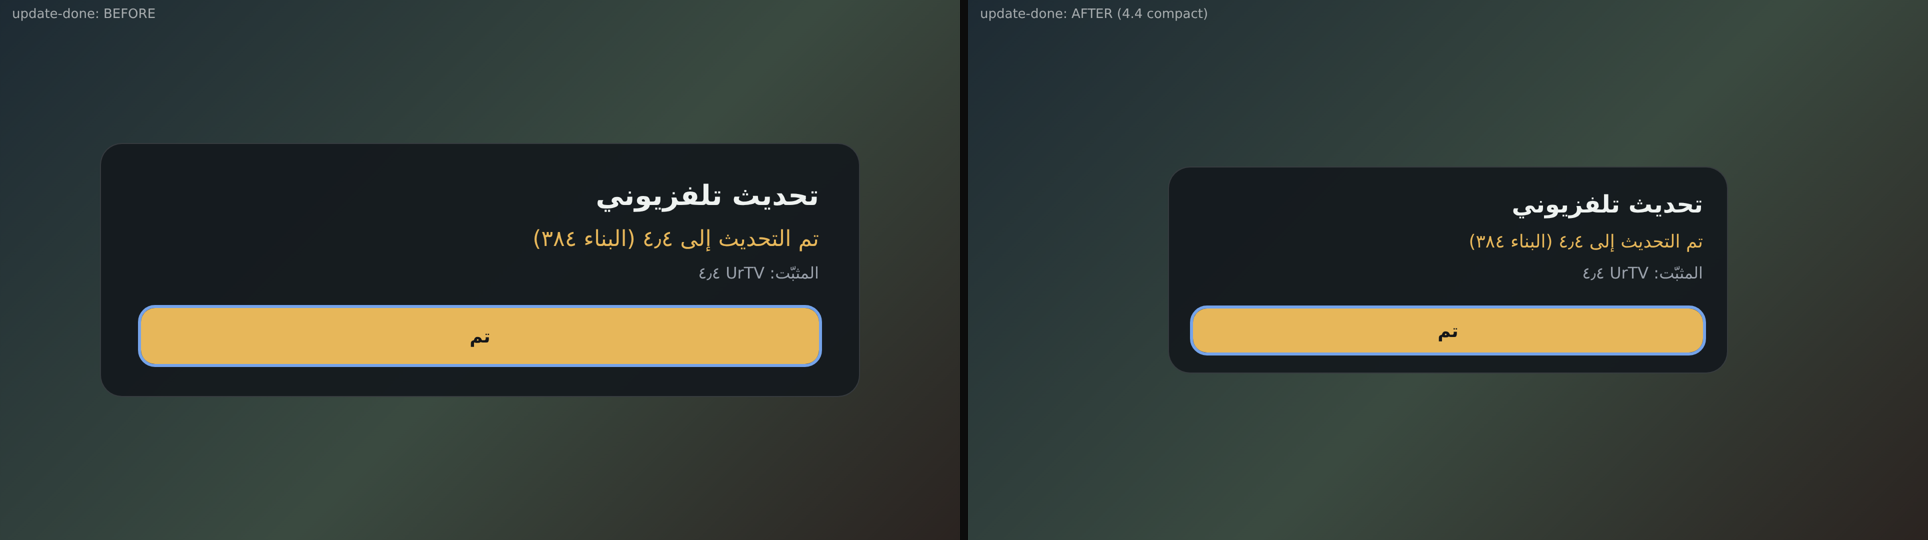 update-done: BEFORE
تحديث تلفزيوني
تم التحديث إلى ٤٫٤ (البناء ٣٨٤)
المثبّت: UrTV ٤٫٤
تم
update-done: AFTER (4.4 compact)
تحديث تلفزيوني
تم التحديث إلى ٤٫٤ (البناء ٣٨٤)
المثبّت: UrTV ٤٫٤
تم